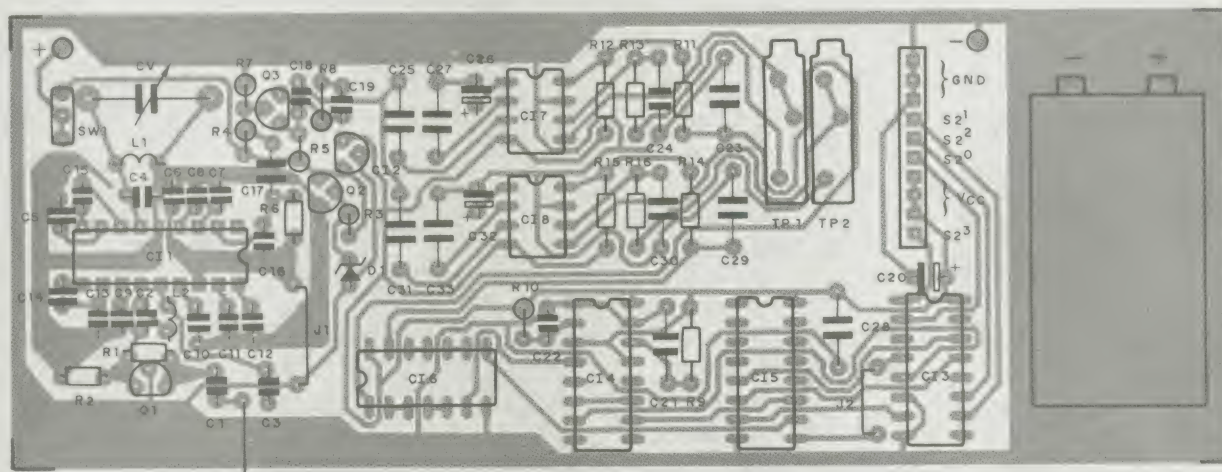 +
CV
R7
Q3
C18
R8
C19
C25
C27
C26
+
CI7
R12
R13
R11
C24
C23
TP1
TP2
−
GND
S2¹
S2²
S2⁰
VCC
S2³
SW1
R4
L1
R5
C12
C15
C4
C6
C8
C7
C17
Q2
R6
R3
C5
CI1
C16
D1
C32
+
CI8
R15
R16
R14
C30
C29
C31
C33
C20
+
C14
C13
C9
C2
L2
C10
C11
C12
J1
R10
C22
CI6
CI4
C21
R9
CI5
C28
J2
CI3
R1
R2
Q1
C1
C3
−
+